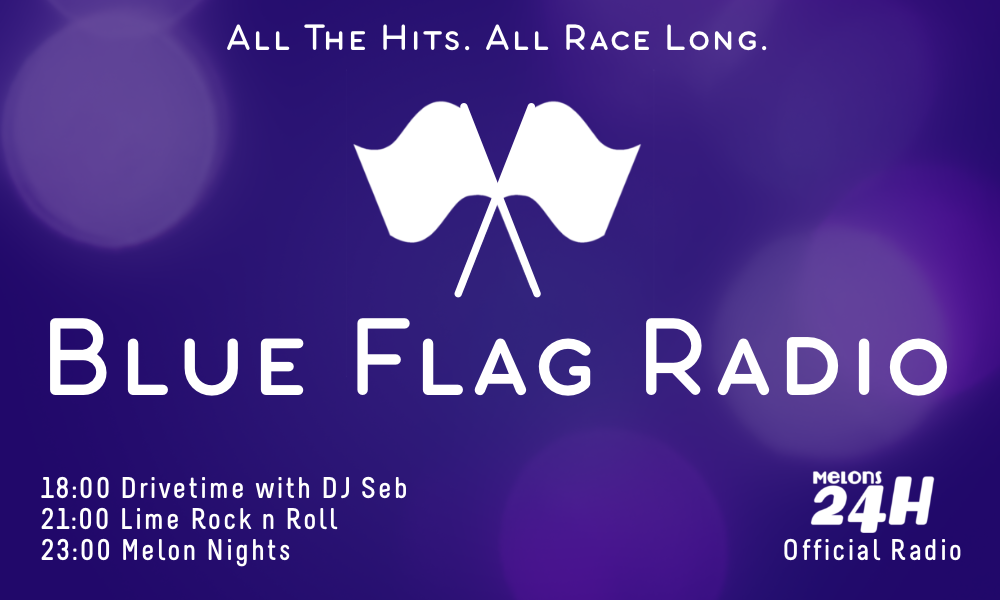 All The Hits. All Race Long.
Blue Flag Radio
18:00 Drivetime with DJ Seb
21:00 Lime Rock n Roll
23:00 Melon Nights
MELONS
24H
Official Radio